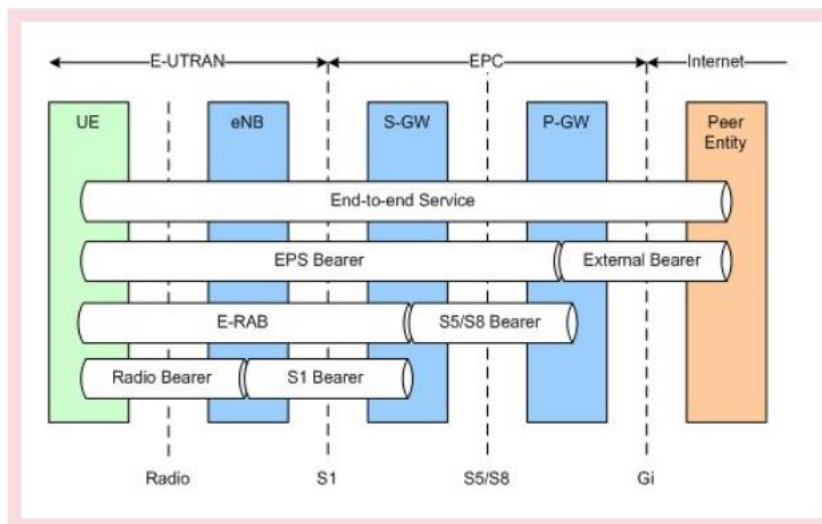 E-UTRAN EPC Internet
UE eNB S-GW P-GW Peer
Entity
End-to-end Service
EPS Bearer External Bearer
E-RAB S5/S8 Bearer
Radio Bearer S1 Bearer
Radio S1 S5/S8 Gi